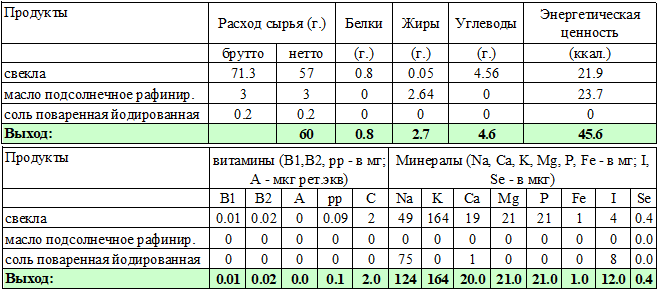 Продукты Расход сырья (г.) Белки Жиры Углеводы Энергетическая ценность
брутто нетто (г.) (г.) (г.) (ккал.)
свекла 71.3 57 0.8 0.05 4.56 21.9
масло подсолнечное рафинир. 3 3 0 2.64 0 23.7
соль поваренная йодированная 0.2 0.2 0 0 0 0
Выход: 60 0.8 2.7 4.6 45.6
Продукты витамины (В1,В2, рр - в мг; А - мкг рет.экв) Минералы (Na, Ca, K, Mg, P, Fe - в мг; I, Se - в мкг)
В1 В2 А рр С Na K Ca Mg P Fe I Se
свекла 0.01 0.02 0 0.09 2 49 164 19 21 21 1 4 0.4
масло подсолнечное рафинир. 0 0 0 0 0 0 0 0 0 0 0 0 0.0
соль поваренная йодированная 0 0 0 0 0 75 0 1 0 0 0 8 0.0
Выход: 0.01 0.02 0.0 0.1 2.0 124 164 20.0 21.0 21.0 1.0 12.0 0.4